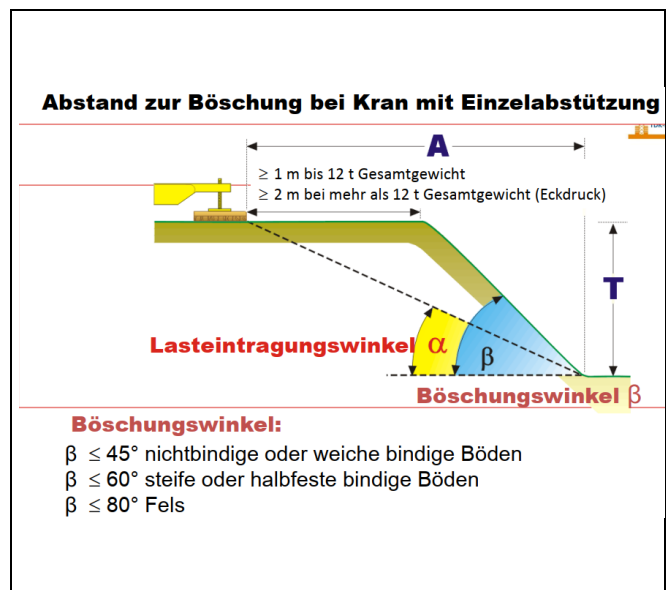 Abstand zur Böschung bei Kran mit Einzelabstützung
A
≥ 1 m bis 12 t Gesamtgewicht
≥ 2 m bei mehr als 12 t Gesamtgewicht (Eckdruck)
T
Lasteintragungswinkel α
β
Böschungswinkel β
Böschungswinkel:
β ≤ 45° nichtbindige oder weiche bindige Böden
β ≤ 60° steife oder halbfeste bindige Böden
β ≤ 80° Fels